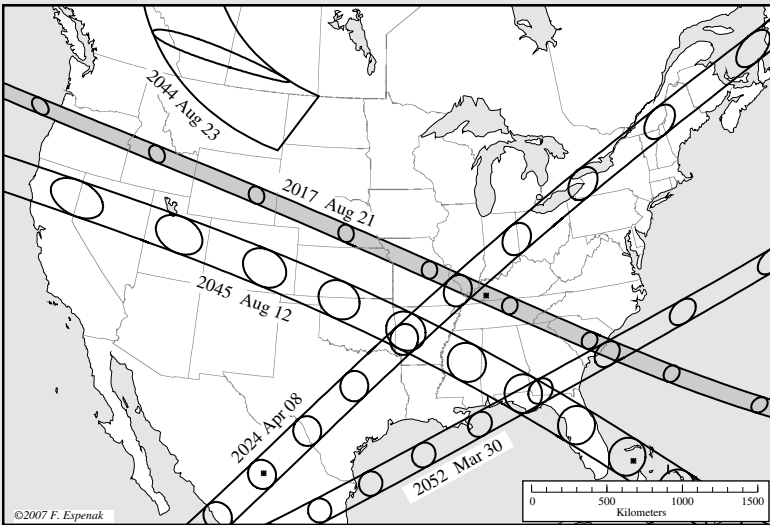 2044 Aug 23
2017 Aug 21
2045 Aug 12
2024 Apr 08
2052 Mar 30
0 500 1000 1500
Kilometers
©2007 F. Espenak